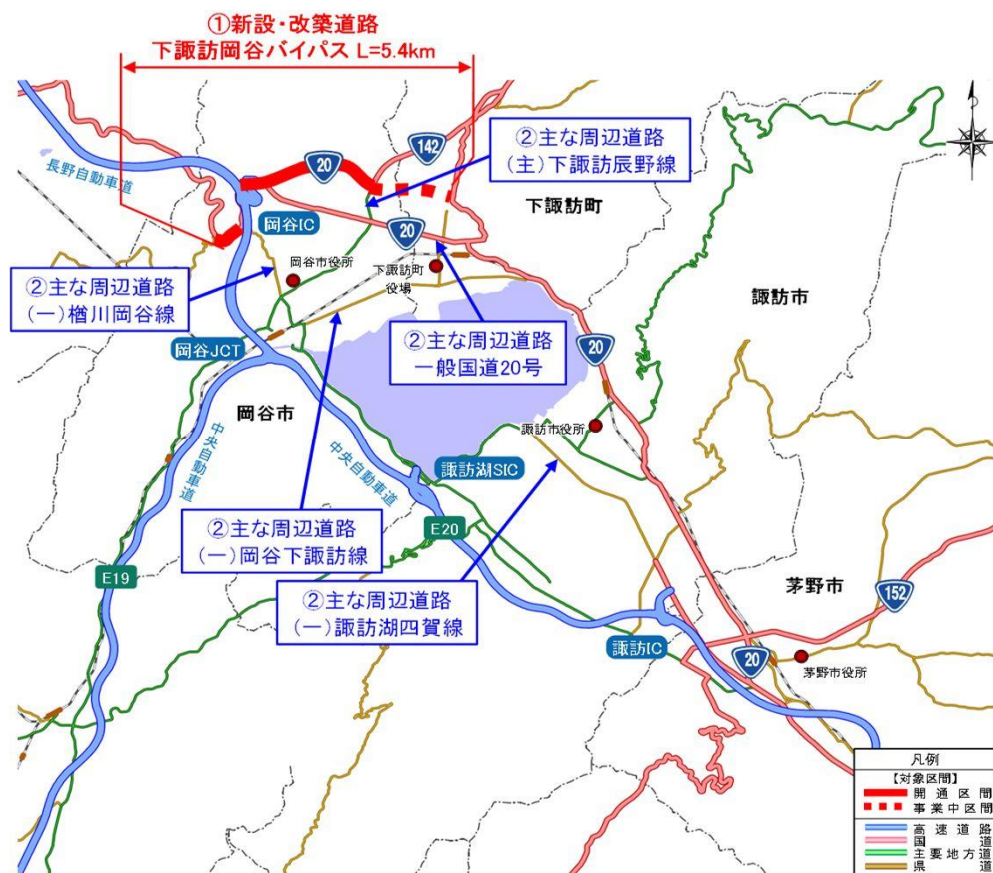 ①新設・改築道路
下諏訪岡谷バイパス L=5.4km
②主な周辺道路
(主)下諏訪辰野線
142
20
長野自動車道
岡谷IC
下諏訪町
20
岡谷市役所
下諏訪町
役場
②主な周辺道路
(一)楢川岡谷線
諏訪市
②主な周辺道路
一般国道20号
20
岡谷JCT
岡谷市
諏訪市役所
中央自動車道
中央自動車道
諏訪湖SIC
②主な周辺道路
(一)岡谷下諏訪線
E20
E19
②主な周辺道路
(一)諏訪湖四賀線
茅野市
152
諏訪IC
20
茅野市役所
凡例
【対象区間】
開通区間
事業中区間
高速道路
国道
主要地方道
県道